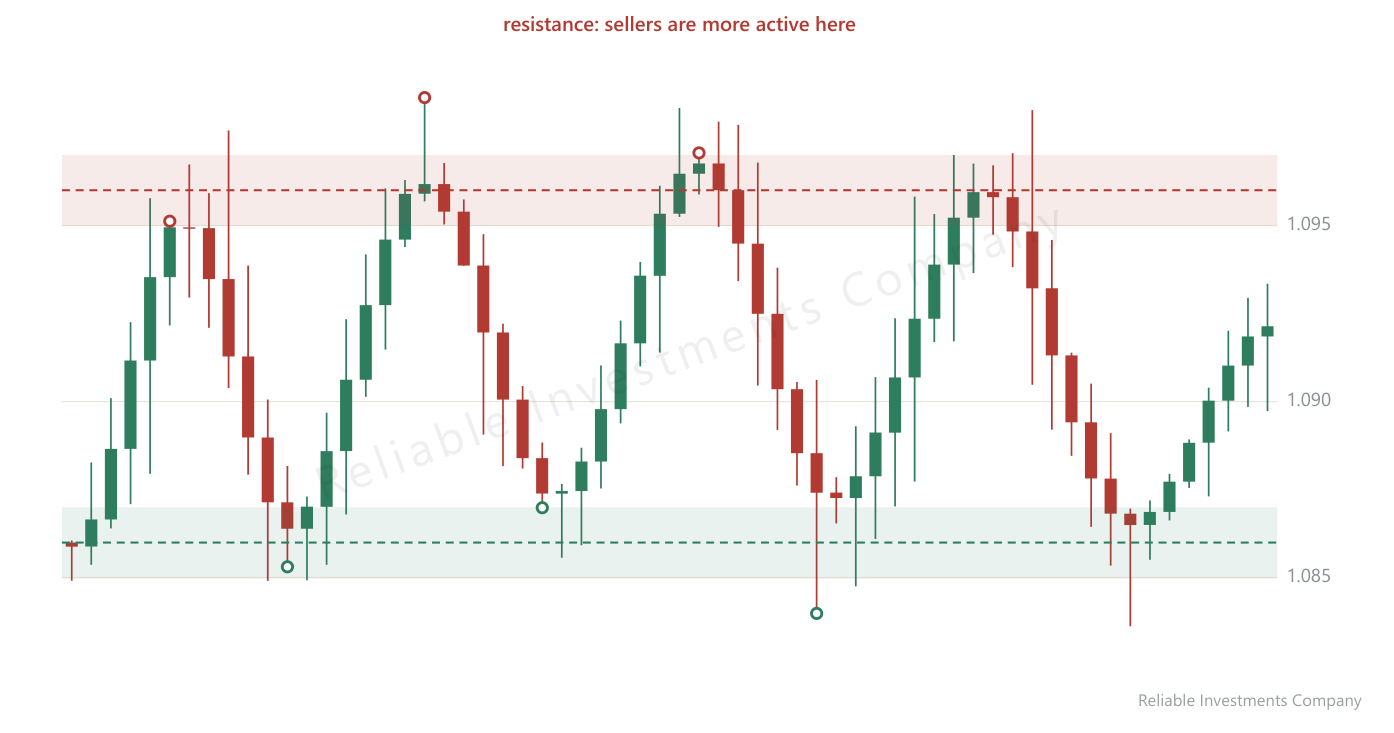 resistance: sellers are more active here
1.095
Reliable Investments Company
1.090
1.085
Reliable Investments Company